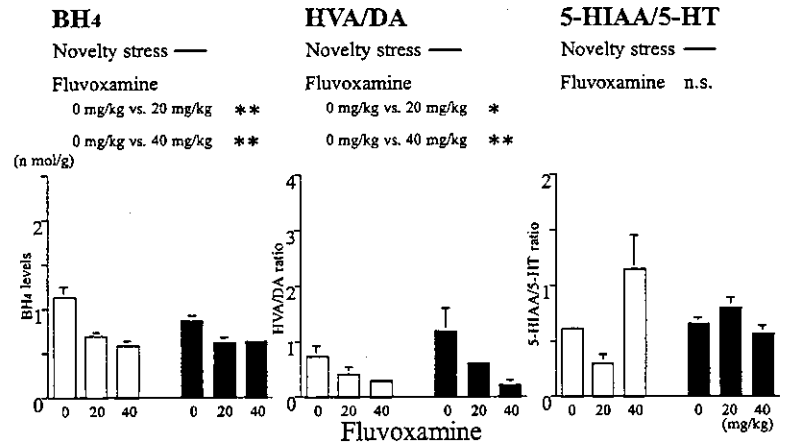 BH4
Novelty stress —
Fluvoxamine
0 mg/kg vs. 20 mg/kg **
0 mg/kg vs. 40 mg/kg **
(n mol/g)
BH4 levels
2
1
0
0 20 40 0 20 40
HVA/DA
Novelty stress —
Fluvoxamine
0 mg/kg vs. 20 mg/kg *
0 mg/kg vs. 40 mg/kg **
HVA/DA ratio
4
3
2
1
0
0 20 40 0 20 40
5-HIAA/5-HT
Novelty stress —
Fluvoxamine n.s.
5-HIAA/5-HT ratio
2
1
0
0 20 40 0 20 40
(mg/kg)
Fluvoxamine